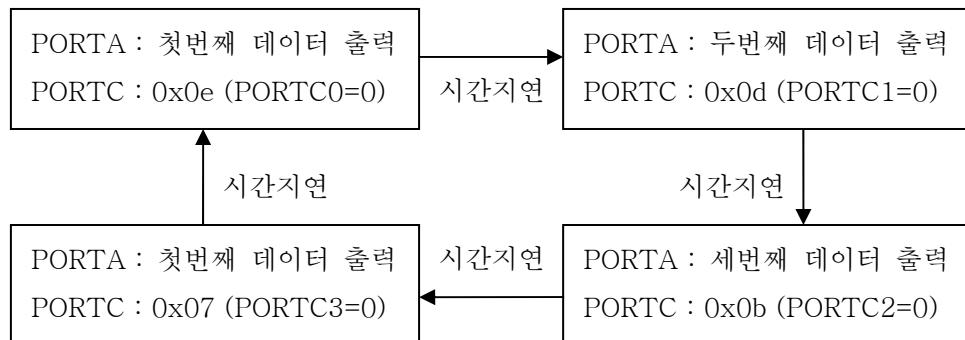 PORTA : 첫번째 데이터 출력
PORTC : 0x0e (PORTC0=0)
시간지연
PORTA : 두번째 데이터 출력
PORTC : 0x0d (PORTC1=0)
시간지연
시간지연
PORTA : 첫번째 데이터 출력
PORTC : 0x07 (PORTC3=0)
시간지연
PORTA : 세번째 데이터 출력
PORTC : 0x0b (PORTC2=0)